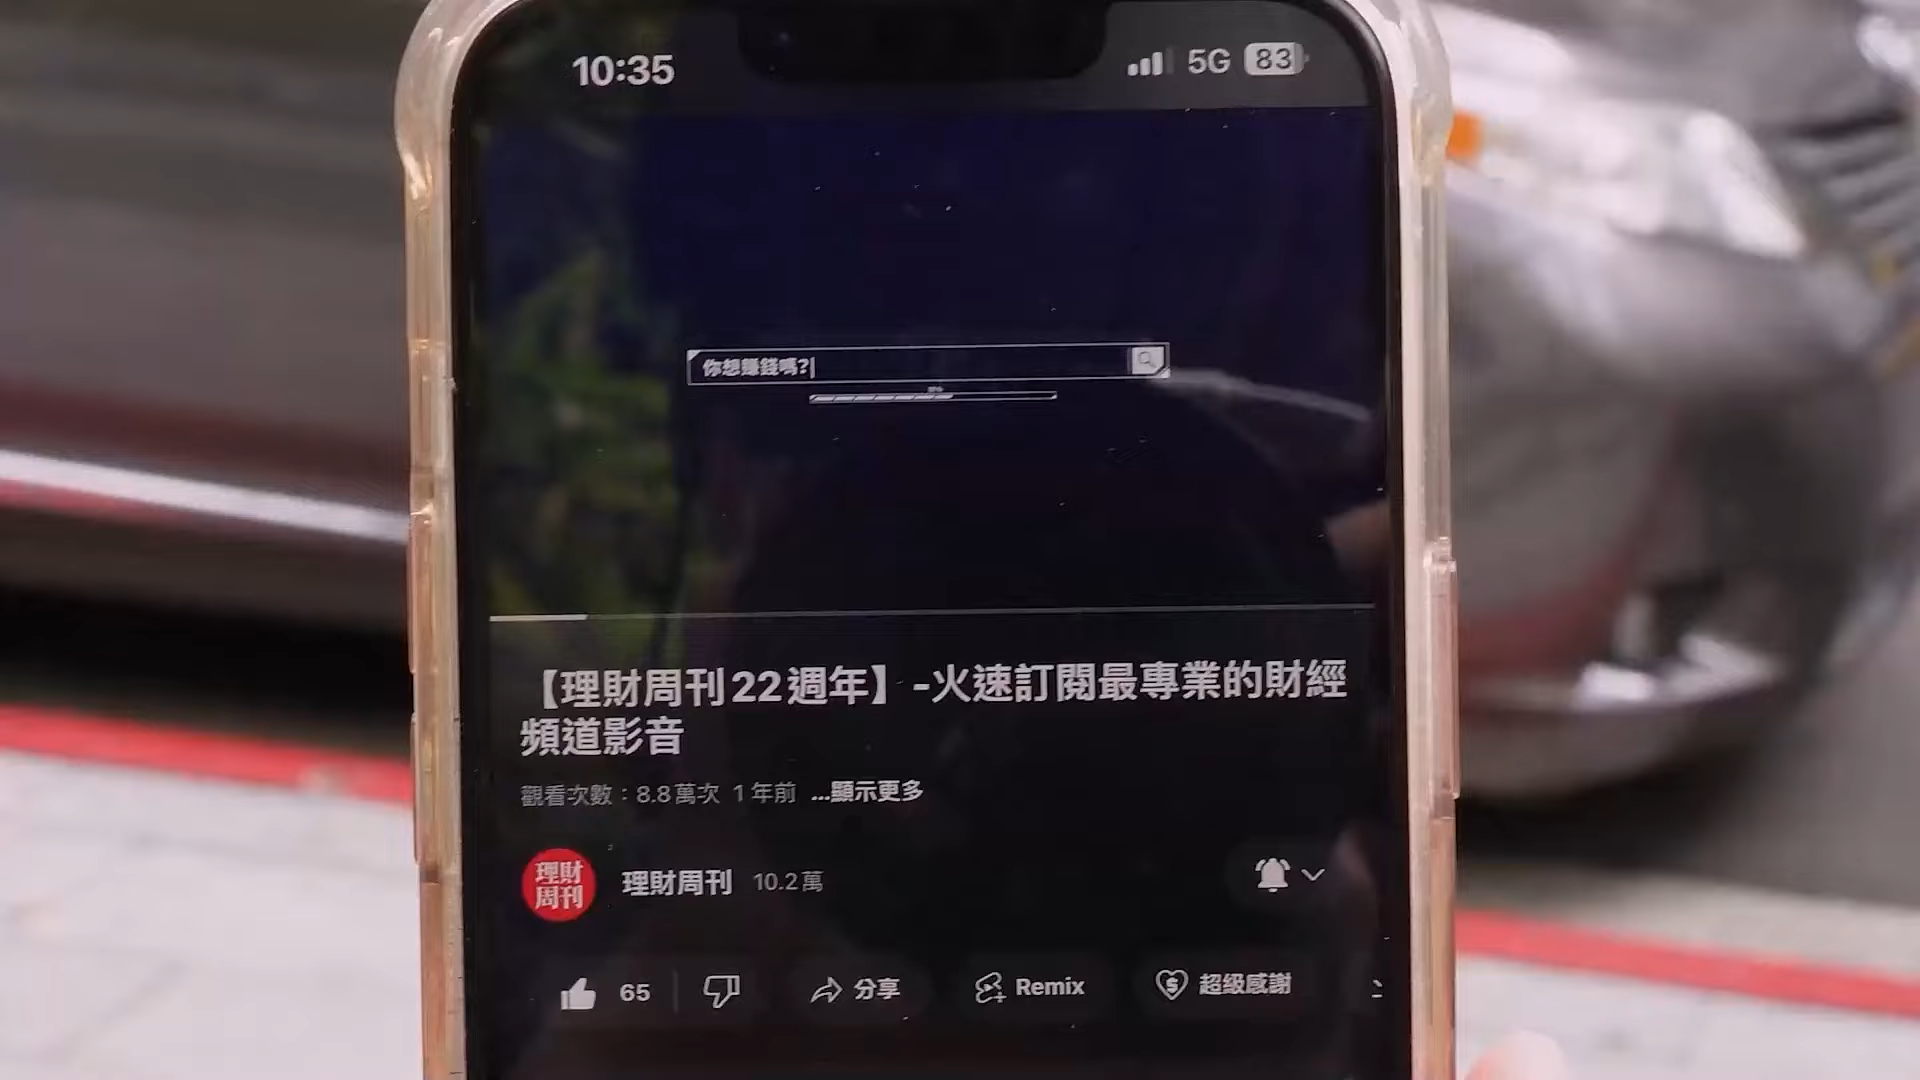 10:35
5G 83
你想賺錢嗎?
【理財周刊22週年】-火速訂閱最專業的財經
頻道影音
觀看次數：8.8萬次 1年前 ...顯示更多
理財
周刊
理財周刊 10.2萬
65 分享 Remix 超級感謝